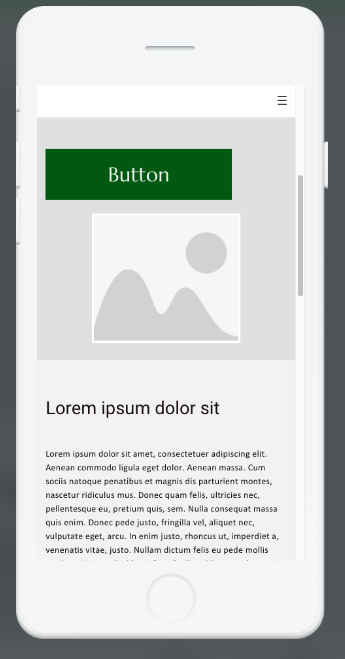 Button
Lorem ipsum dolor sit
Lorem ipsum dolor sit amet, consectetuer adipiscing elit.
Aenean commodo ligula eget dolor. Aenean massa. Cum
sociis natoque penatibus et magnis dis parturient montes,
nascetur ridiculus mus. Donec quam felis, ultricies nec,
pellentesque eu, pretium quis, sem. Nulla consequat massa
quis enim. Donec pede justo, fringilla vel, aliquet nec,
vulputate eget, arcu. In enim justo, rhoncus ut, imperdiet a,
venenatis vitae, justo. Nullam dictum felis eu pede mollis